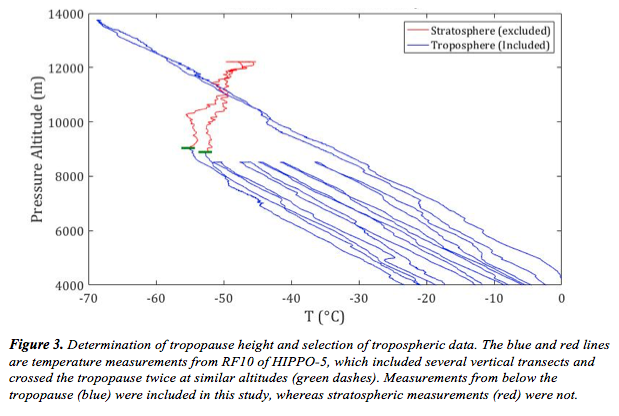 14000
Stratosphere (excluded)
Troposphere (Included)
12000
10000
8000
6000
4000
Pressure Altitude (m)
-70 -60 -50 -40 -30 -20 -10 0
T (°C)
Figure 3. Determination of tropopause height and selection of tropospheric data. The blue and red lines
are temperature measurements from RF10 of HIPPO-5, which included several vertical transects and
crossed the tropopause twice at similar altitudes (green dashes). Measurements from below the
tropopause (blue) were included in this study, whereas stratospheric measurements (red) were not.